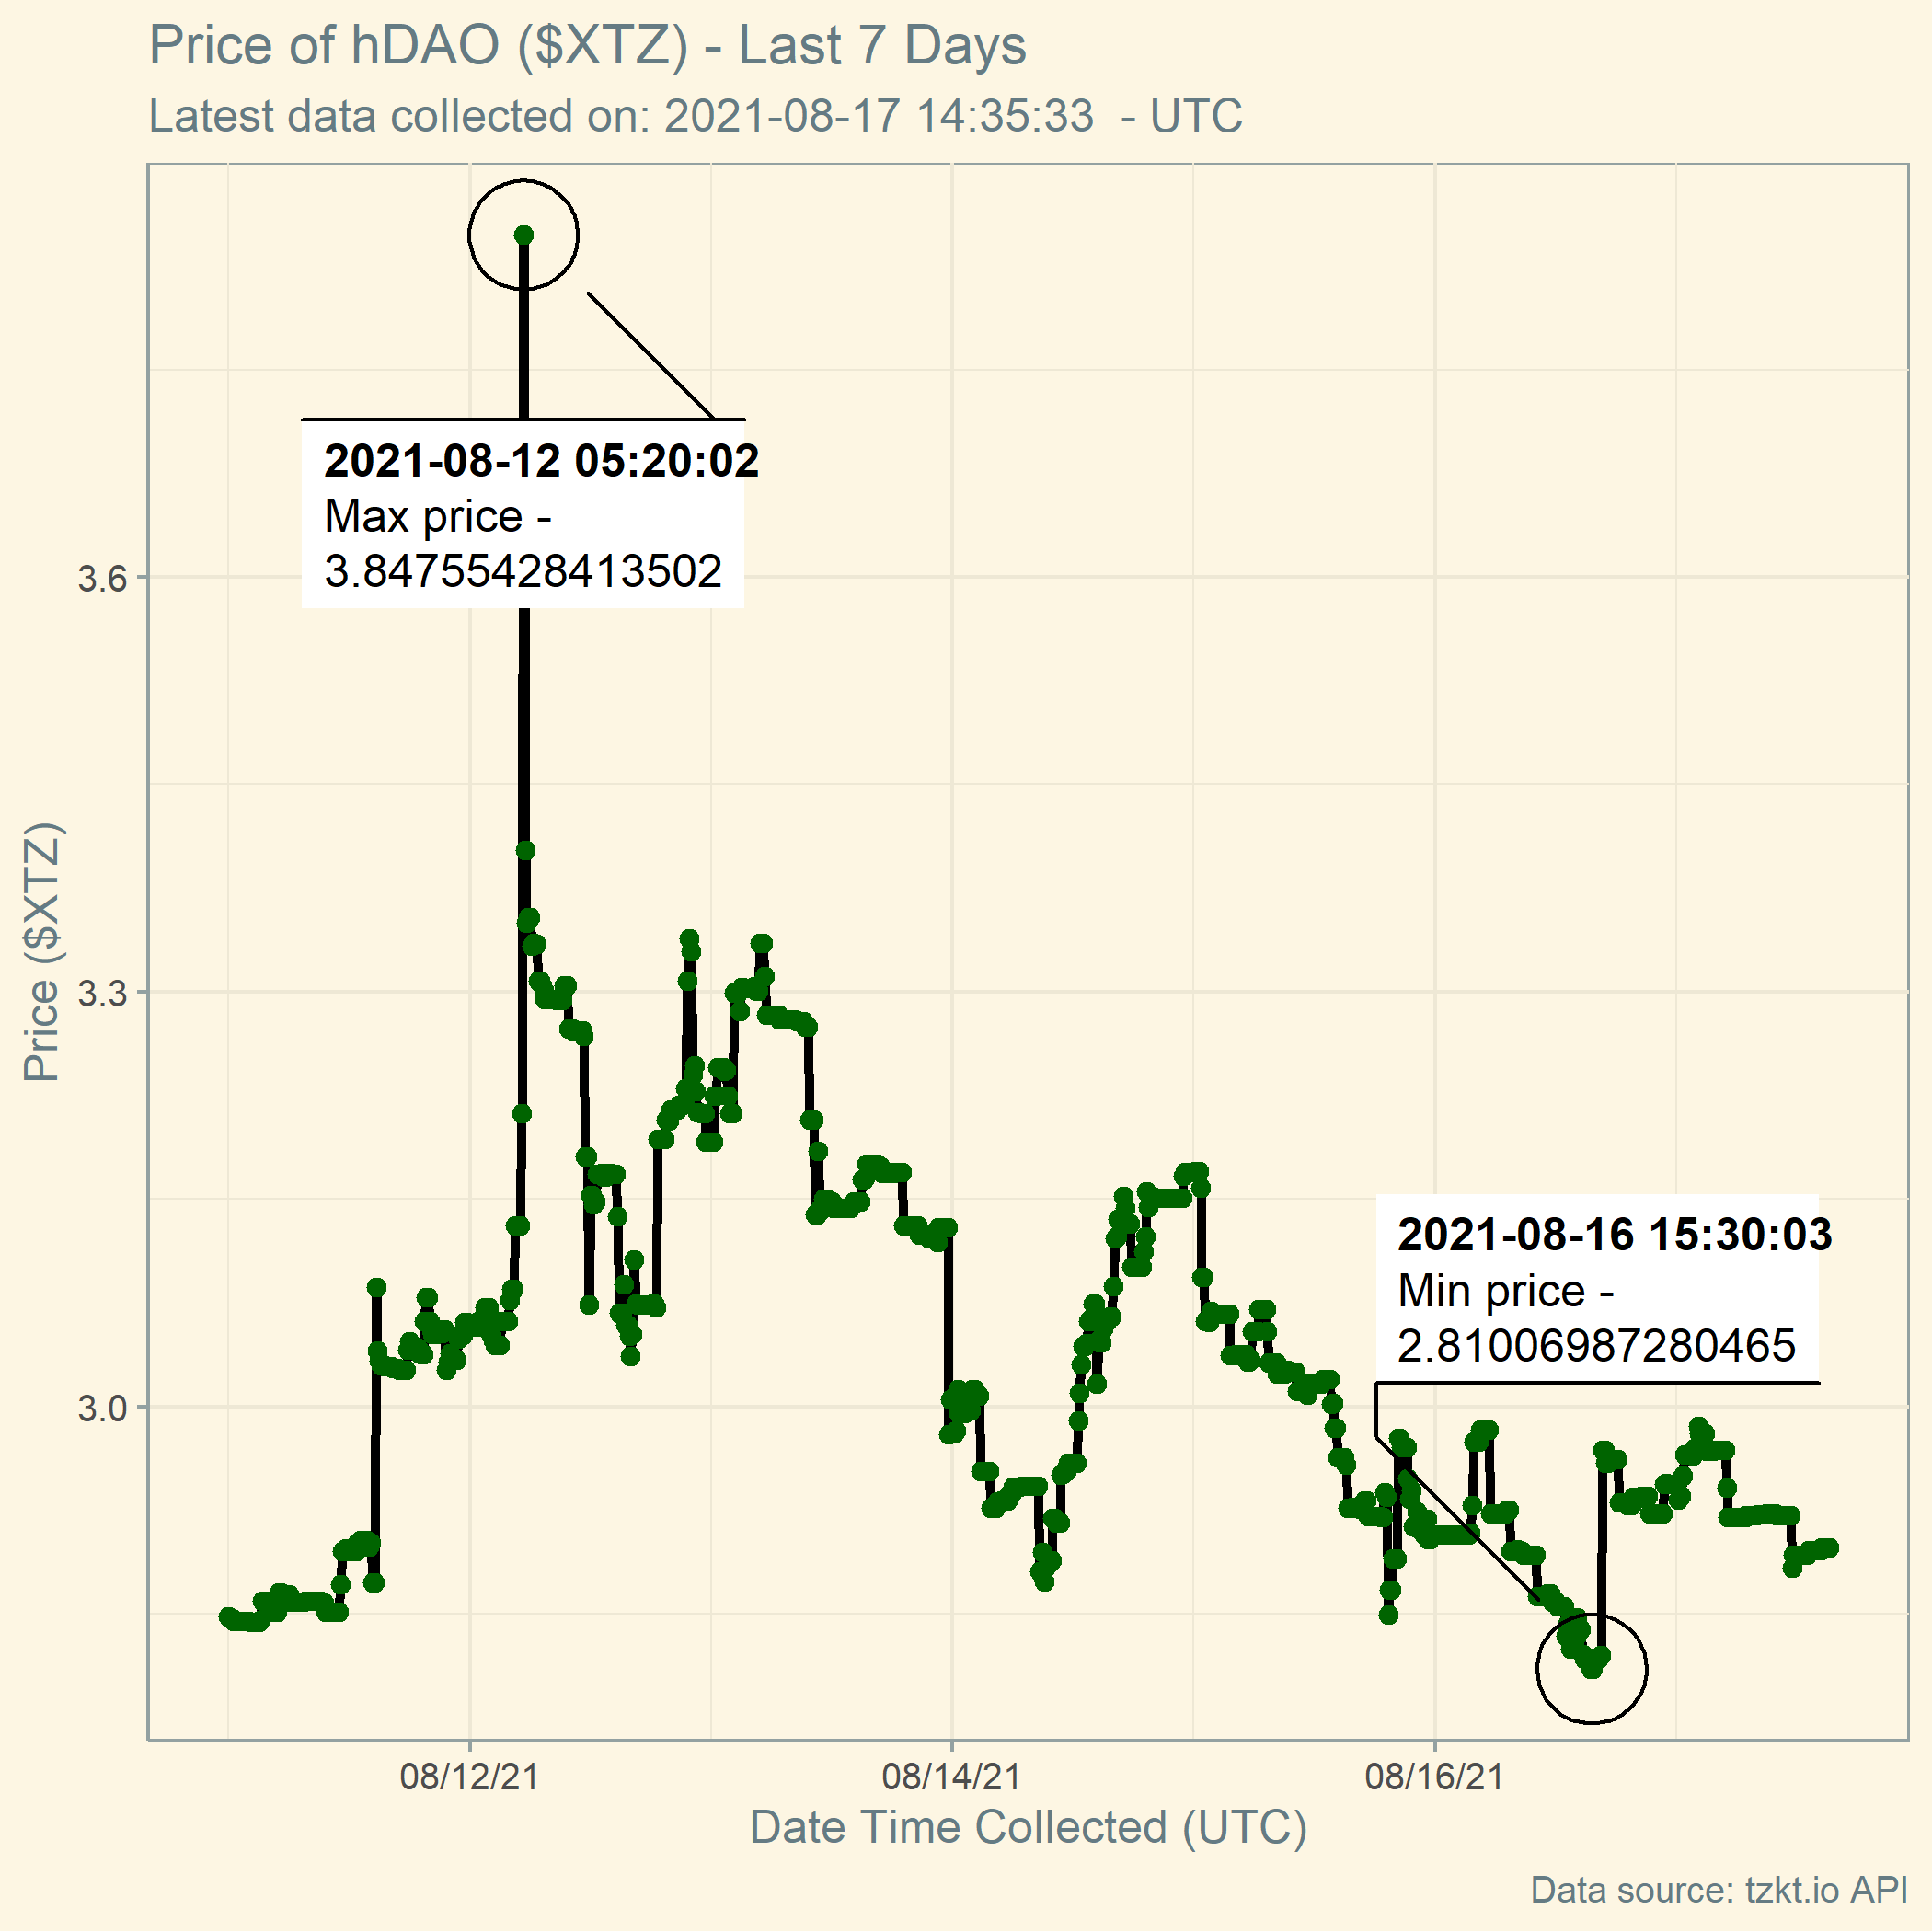 Price of hDAO ($XTZ) - Last 7 Days
Latest data collected on: 2021-08-17 14:35:33  - UTC
2021-08-12 05:20:02
Max price -
3.84755428413502
3.6
3.3
3.0
Price ($XTZ)
2021-08-16 15:30:03
Min price -
2.81006987280465
08/12/21
08/14/21
08/16/21
Date Time Collected (UTC)
Data source: tzkt.io API